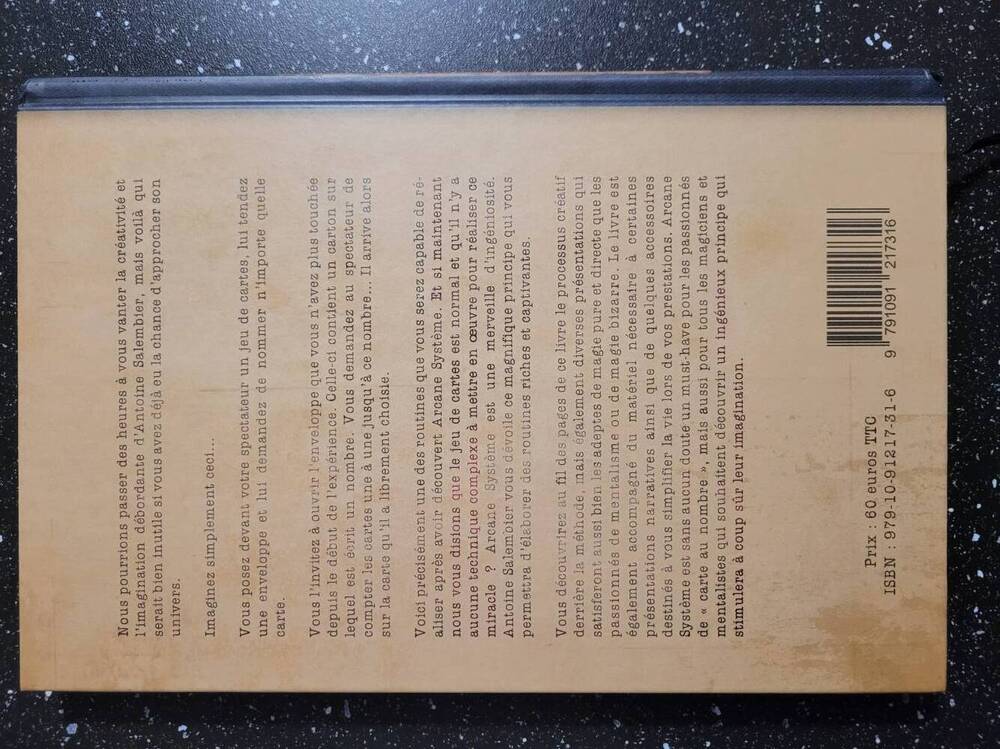 Nous pourrions passer des heures à vous vanter la créativité et
l'imagination débordante d'Antoine Salembier, mais voilà qui
serait bien inutile si vous avez déjà eu la chance d'approcher son
univers.
Imaginez simplement ceci...
Vous posez devant votre spectateur un jeu de cartes, lui tendez
une enveloppe et lui demandez de nommer n'importe quelle
carte.
Vous l'invitez à ouvrir l'enveloppe que vous n'avez plus touchée
depuis le début de l'expérience. Celle-ci contient un carton sur
lequel est écrit un nombre. Vous demandez au spectateur de
compter les cartes une à une jusqu'à ce nombre... Il arrive alors
sur la carte qu'il a librement choisie.
Voici précisément une des routines que vous serez capable de ré-
aliser après avoir découvert Arcane Système. Et si maintenant
nous vous disions que le jeu de cartes est normal et qu'il n'y a
aucune technique complexe à mettre en œuvre pour réaliser ce
miracle ? Arcane Système est une merveille d'ingéniosité.
Antoine Salembier vous dévoile ce magnifique principe qui vous
permettra d'élaborer des routines riches et captivantes.
Vous découvrirez au fil des pages de ce livre le processus créatif
derrière la méthode, mais également diverses présentations qui
satisferont aussi bien les adeptes de magie pure et directe que les
passionnés de mentalisme ou de magie bizarre. Le livre est
également accompagné du matériel nécessaire à certaines
présentations narratives ainsi que de quelques accessoires
destinés à vous simplifier la vie lors de vos prestations. Arcane
Système est sans aucun doute un must-have pour les passionnés
de « carte au nombre », mais aussi pour tous les magiciens et
mentalistes qui souhaitent découvrir un ingénieux principe qui
stimulera à coup sûr leur imagination.
Prix : 60 euros TTC
ISBN : 979-10-91217-31-6
9 791091 217316